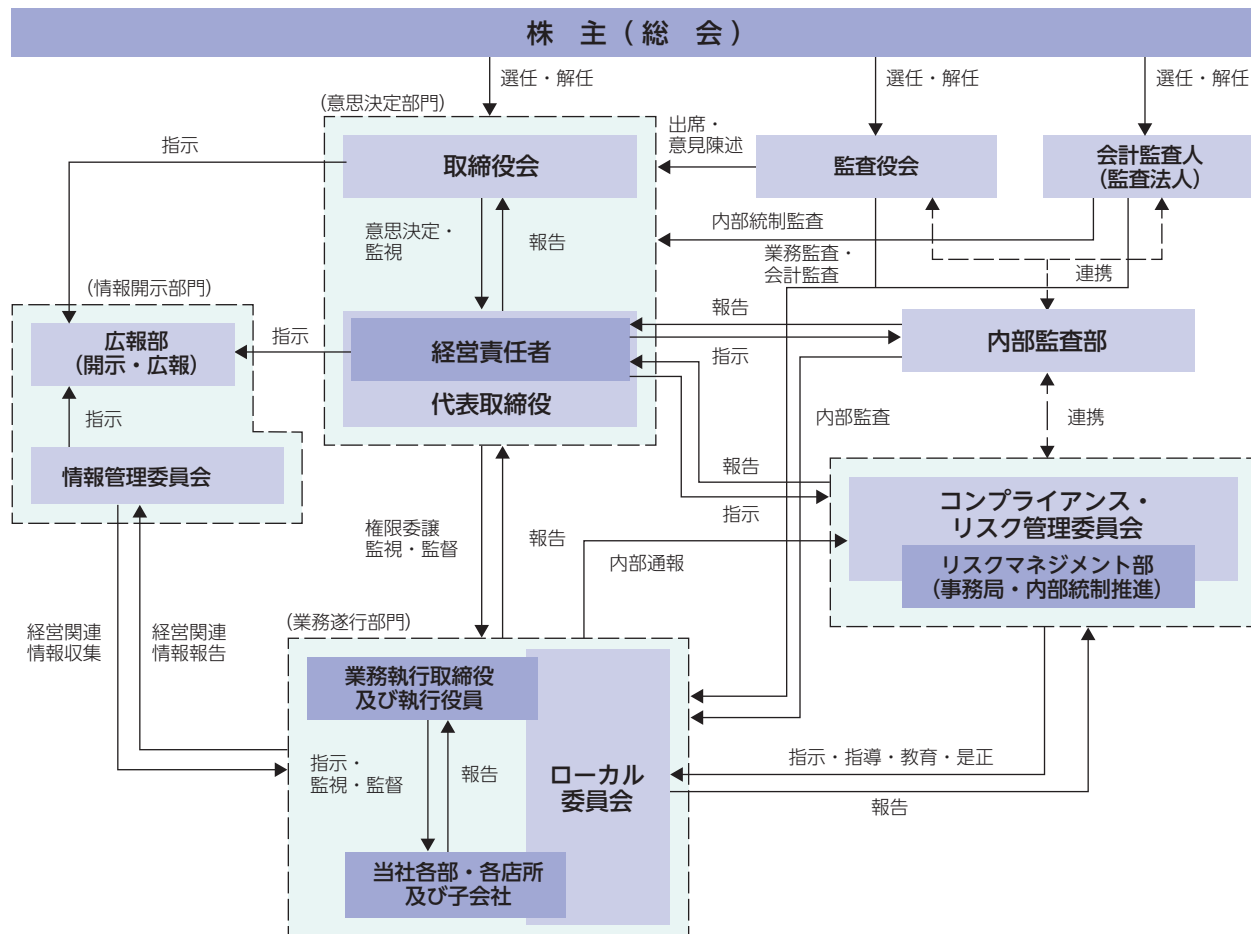 株 主（総 会）
選任・解任
選任・解任
選任・解任
(意思決定部門)
出席・
意見陳述
指示
取締役会
監査役会
会計監査人
(監査法人)
意思決定・
監視
報告
内部統制監査
業務監査・
会計監査
連携
(情報開示部門)
広報部
(開示・広報)
指示
経営責任者
代表取締役
報告
指示
内部監査部
指示
内部監査
連携
情報管理委員会
報告
指示
コンプライアンス・
リスク管理委員会
リスクマネジメント部
(事務局・内部統制推進)
権限委譲
監視・監督
報告
内部通報
(業務遂行部門)
経営関連
情報収集
経営関連
情報報告
業務執行取締役
及び執行役員
指示・
監視・監督
報告
ローカル
委員会
指示・指導・教育・是正
報告
当社各部・各店所
及び子会社